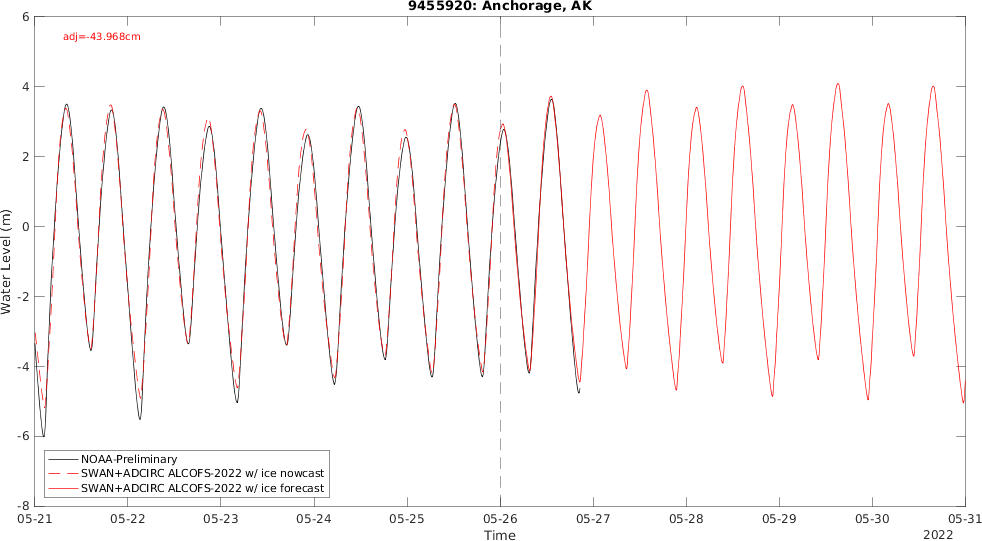 9455920: Anchorage, AK
adj=-43.968cm
6
4
2
0
-2
-4
-6
-8
Water Level (m)
NOAA-Preliminary
SWAN+ADCIRC ALCOFS-2022 w/ ice nowcast
SWAN+ADCIRC ALCOFS-2022 w/ ice forecast
05-21 05-22 05-23 05-24 05-25 05-26 05-27 05-28 05-29 05-30 05-31
Time
2022